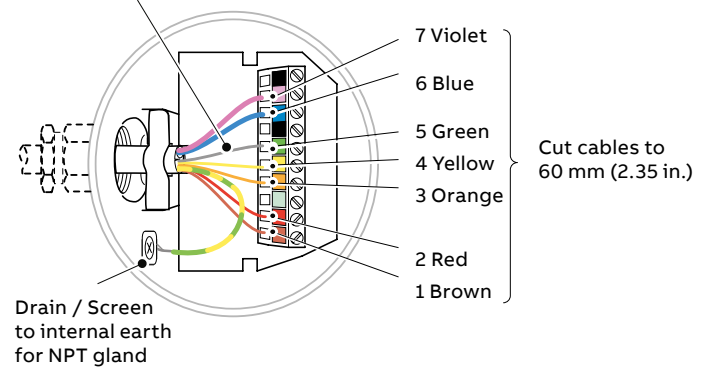 7 Violet
6 Blue
5 Green
4 Yellow
3 Orange
2 Red
1 Brown
Cut cables to
60 mm (2.35 in.)
Drain / Screen
to internal earth
for NPT gland